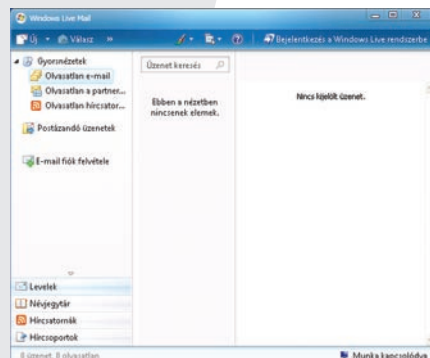 Windows Live Mail
Új Válasz »
Bejelentkezés a Windows Live rendszerbe
Gyorsnézetek
Olvasatlan e-mail
Olvasatlan a partner...
Olvasatlan hírcsator...
Postázandó üzenetek
E-mail fiók felvétele
Üzenet keresés
Ebben a nézetben
nincsenek elemek.
Nincs kijelölt üzenet.
Levelek
Névjegytár
Hírcsatornák
Hírcsoportok
üzenet, olvasatlan
Munka kapcsolódva